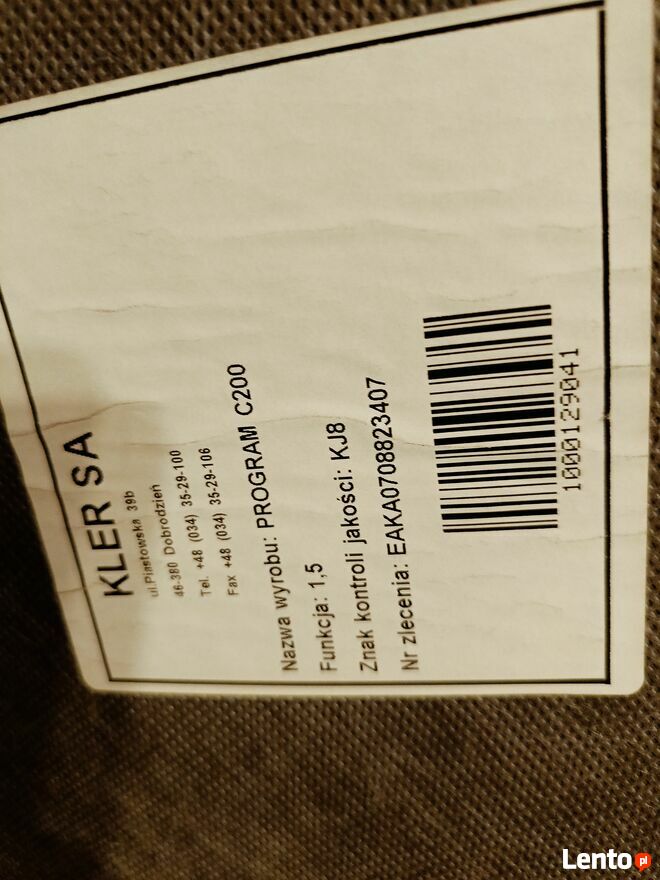 KLER SA
ul.Piastowska 39b
46-380 Dobrodzień
Tel. +48 (034) 35-29-100
Fax +48 (034) 35-29-106
Nazwa wyrobu: PROGRAM C200
Funkcja: 1,5
Znak kontroli jakości: KJ8
Nr zlecenia: EAKA0708823407
1000129041
Lento pl